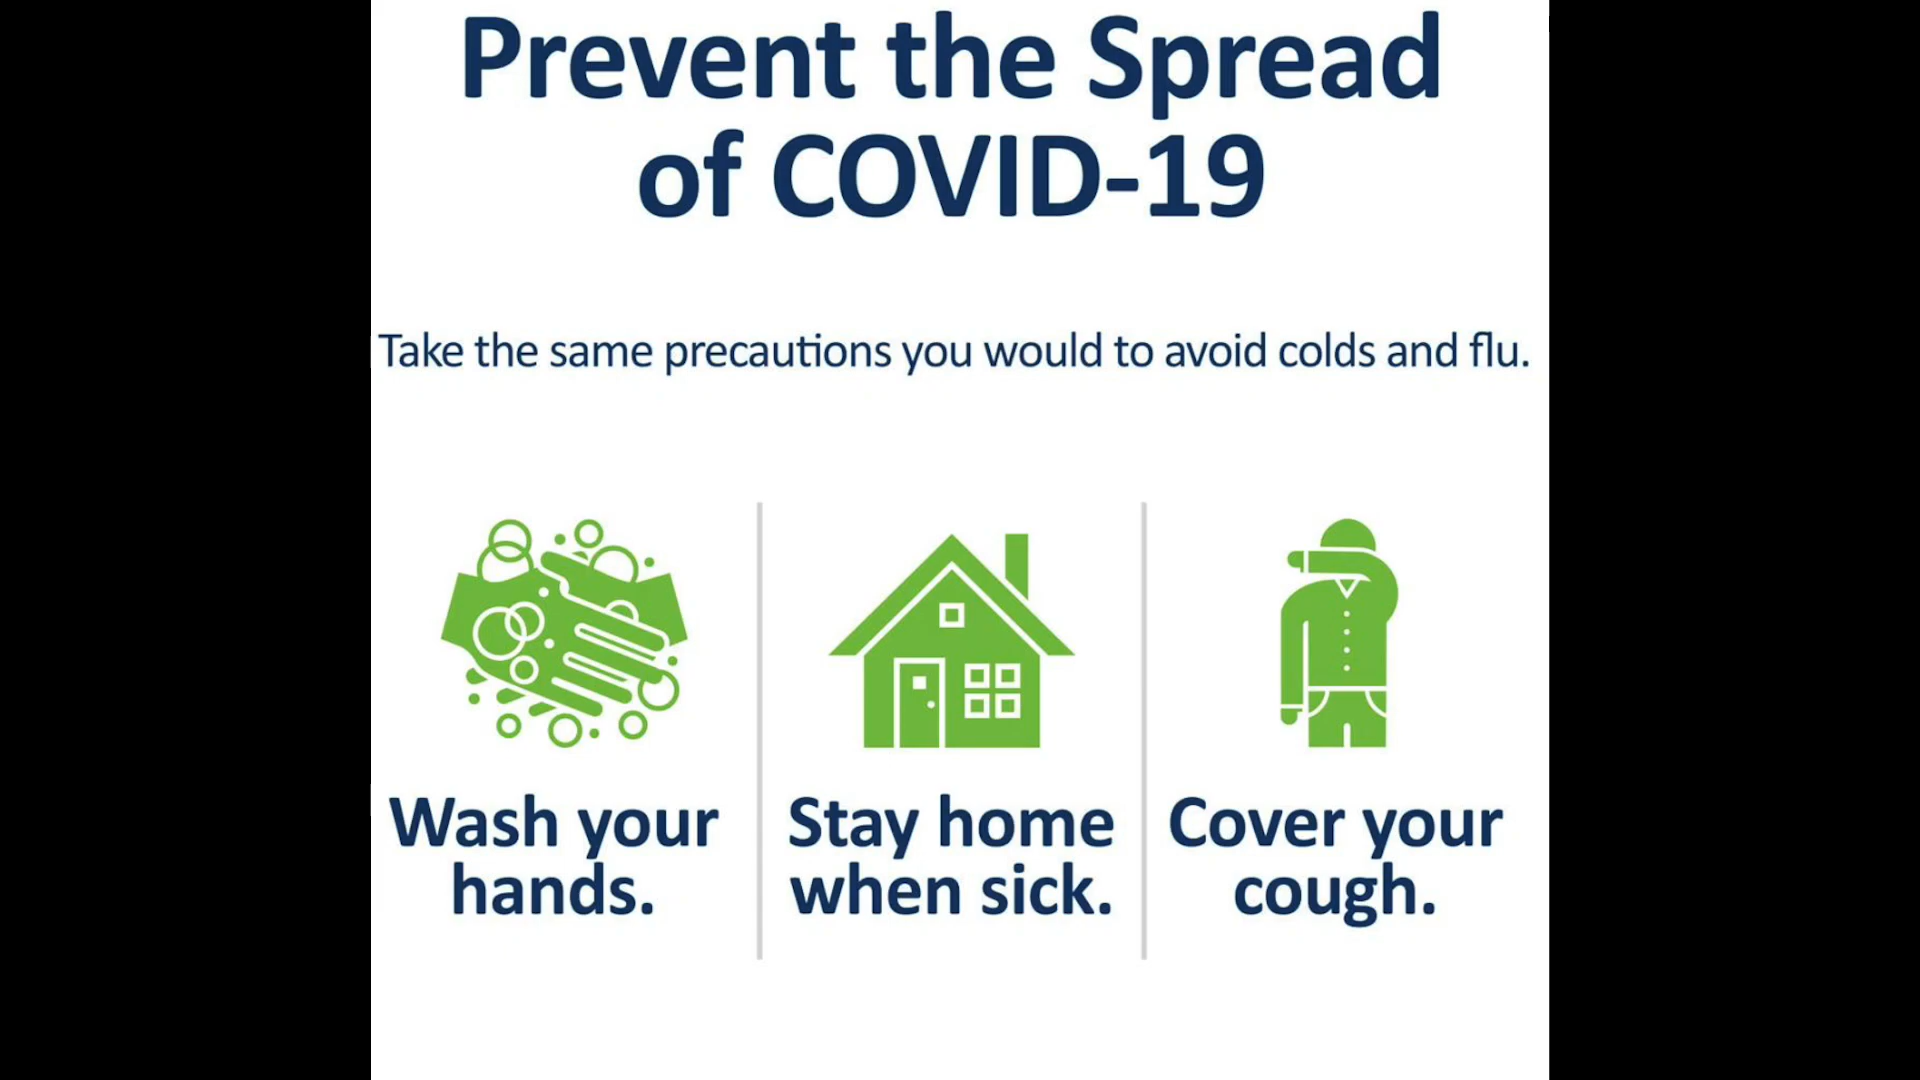 Prevent the Spread
of COVID-19
Take the same precautions you would to avoid colds and flu.
Wash your
hands.
Stay home
when sick.
Cover your
cough.